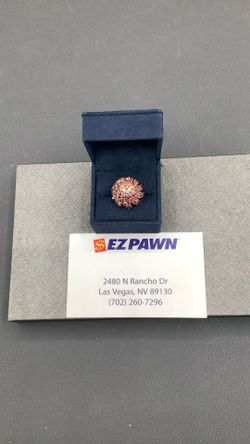 EZPAWN
2480 N Rancho Dr
Las Vegas, NV 89130
(702) 260-7296